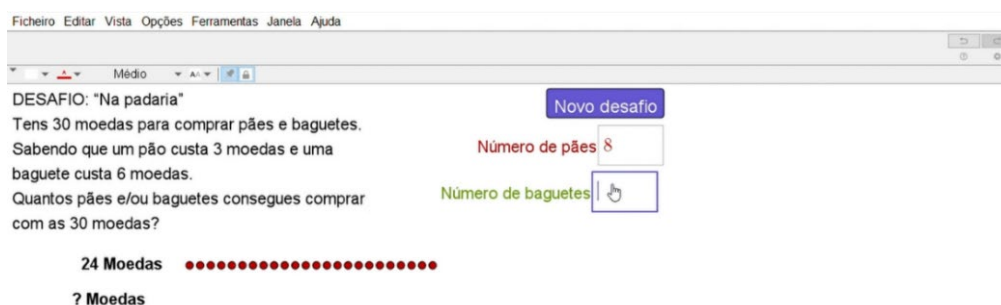 Ficheiro Editar Vista Opções Ferramentas Janela Ajuda
Médio
DESAFIO: "Na padaria"
Tens 30 moedas para comprar pães e baguetes.
Sabendo que um pão custa 3 moedas e uma
baguete custa 6 moedas.
Quantos pães e/ou baguetes consegues comprar
com as 30 moedas?
Novo desafio
Número de pães 8
Número de baguetes
24 Moedas
? Moedas